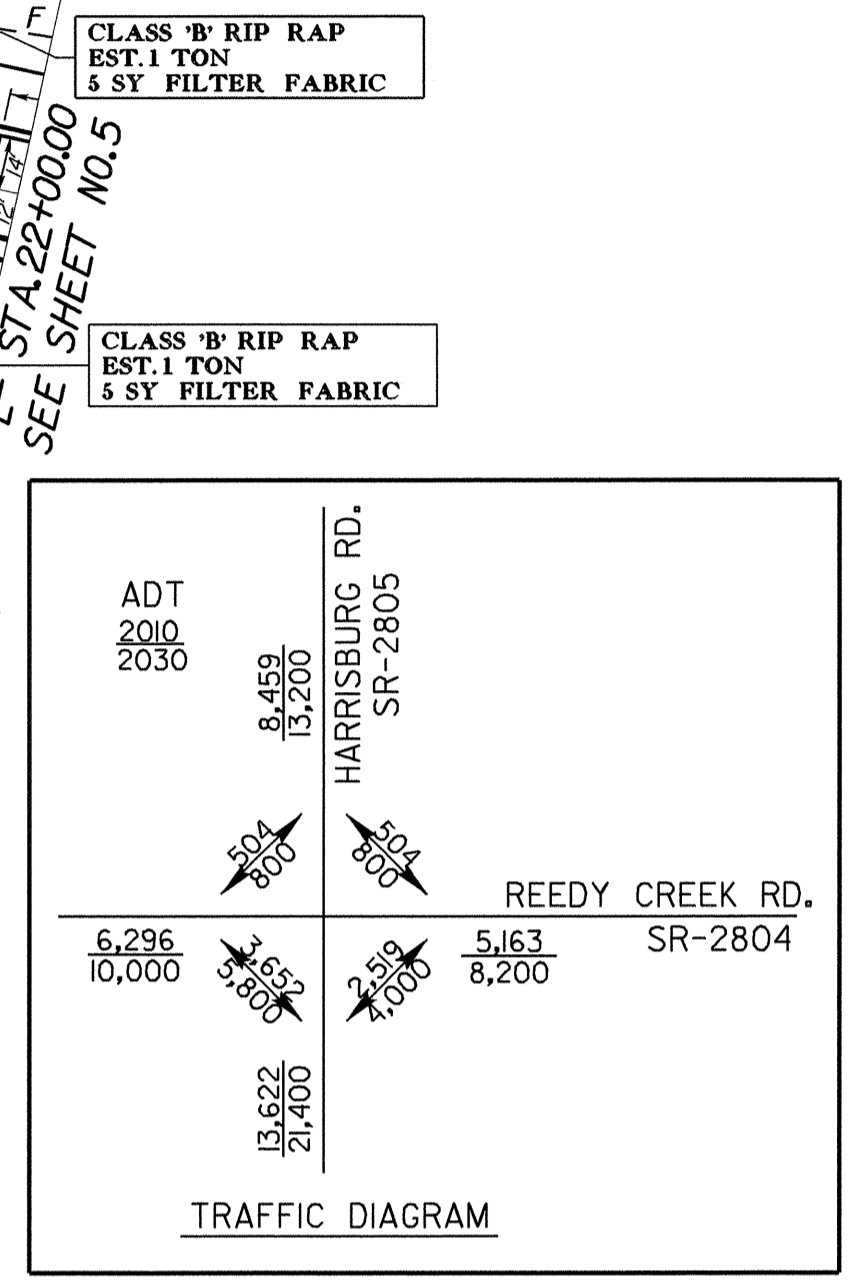 F
CLASS 'B' RIP RAP
EST. 1 TON
5 SY FILTER FABRIC
14'
12'
STA. 22+00.00
SEE SHEET NO. 5
CLASS 'B' RIP RAP
EST. 1 TON
5 SY FILTER FABRIC
ADT
2010
2030
8,459
13,200
HARRISBURG RD.
SR-2805
504
800
504
800
REEDY CREEK RD.
SR-2804
6,296
10,000
3,652
5,800
2,519
4,000
5,163
8,200
13,622
21,400
TRAFFIC DIAGRAM